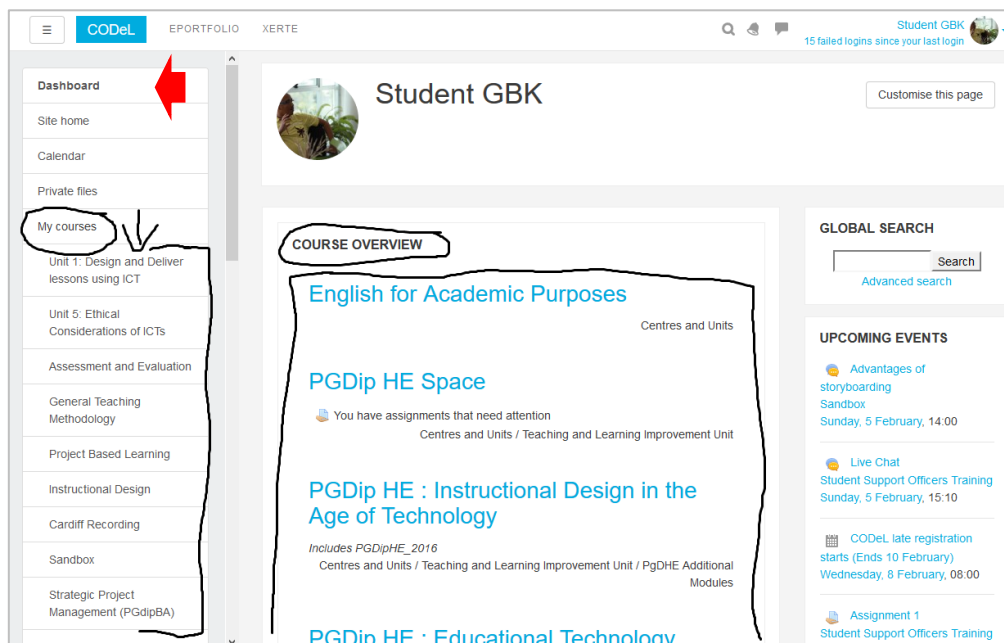 ☰ CODeL EPORTFOLIO XERTE
Student GBK
15 failed logins since your last login
Dashboard
Site home
Calendar
Private files
My courses
Unit 1: Design and Deliver
lessons using ICT
Unit 5: Ethical
Considerations of ICTs
Assessment and Evaluation
General Teaching
Methodology
Project Based Learning
Instructional Design
Cardiff Recording
Sandbox
Strategic Project
Management (PGdipBA)
Student GBK
Customise this page
COURSE OVERVIEW
English for Academic Purposes
Centres and Units
PGDip HE Space
You have assignments that need attention
Centres and Units / Teaching and Learning Improvement Unit
PGDip HE : Instructional Design in the
Age of Technology
Includes PGDipHE_2016
Centres and Units / Teaching and Learning Improvement Unit / PgDHE Additional
Modules
PGDip HE : Educational Technology
GLOBAL SEARCH
Search
Advanced search
UPCOMING EVENTS
Advantages of
storyboarding
Sandbox
Sunday, 5 February, 14:00
Live Chat
Student Support Officers Training
Sunday, 5 February, 15:10
CODeL late registration
starts (Ends 10 February)
Wednesday, 8 February, 08:00
Assignment 1
Student Support Officers Training